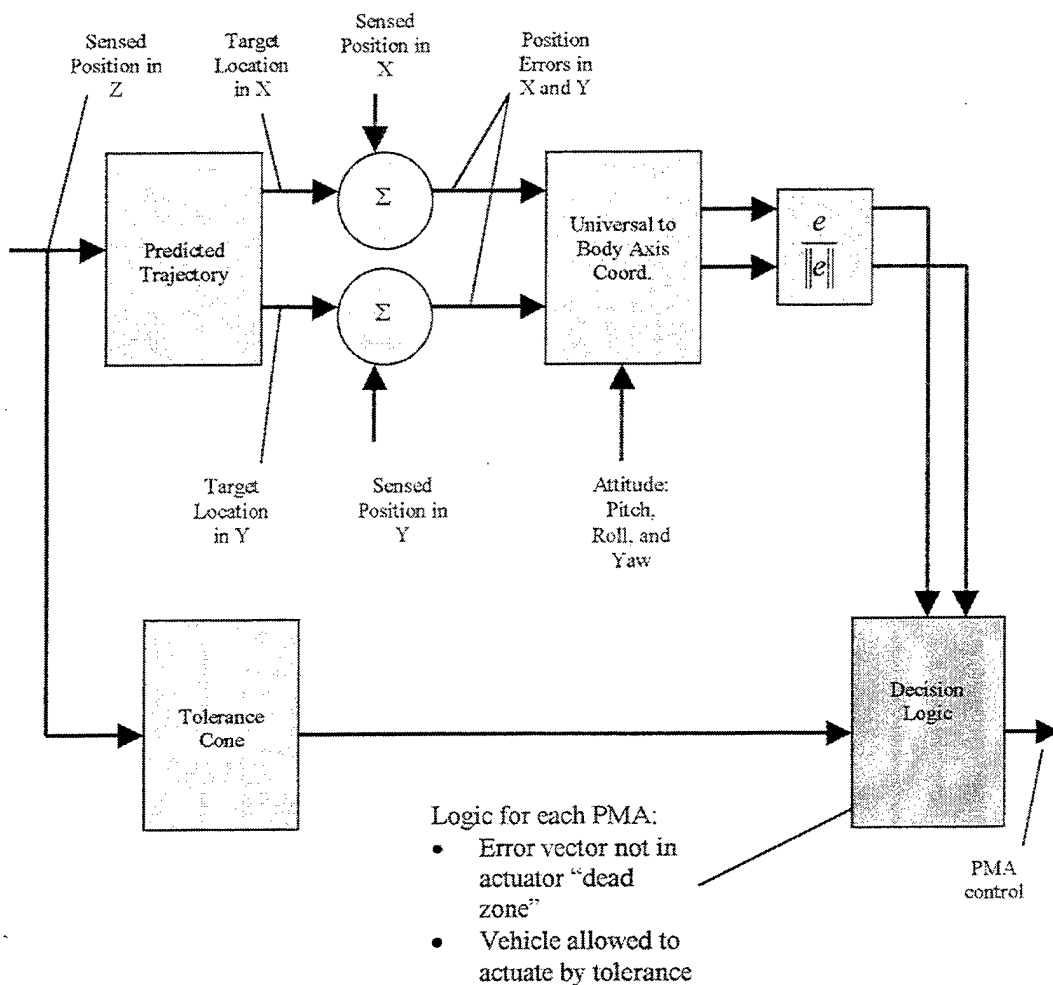 Sensed
Position in
Z
Target
Location
in X
Sensed
Position in
X
Position
Errors in
X and Y
Predicted
Trajectory
Σ
Σ
Universal to
Body Axis
Coord.
e
‖e‖
Target
Location
in Y
Sensed
Position in
Y
Attitude:
Pitch,
Roll, and
Yaw
Tolerance
Cone
Decision
Logic
PMA
control
Logic for each PMA:
• Error vector not in
actuator “dead
zone”
• Vehicle allowed to
actuate by tolerance